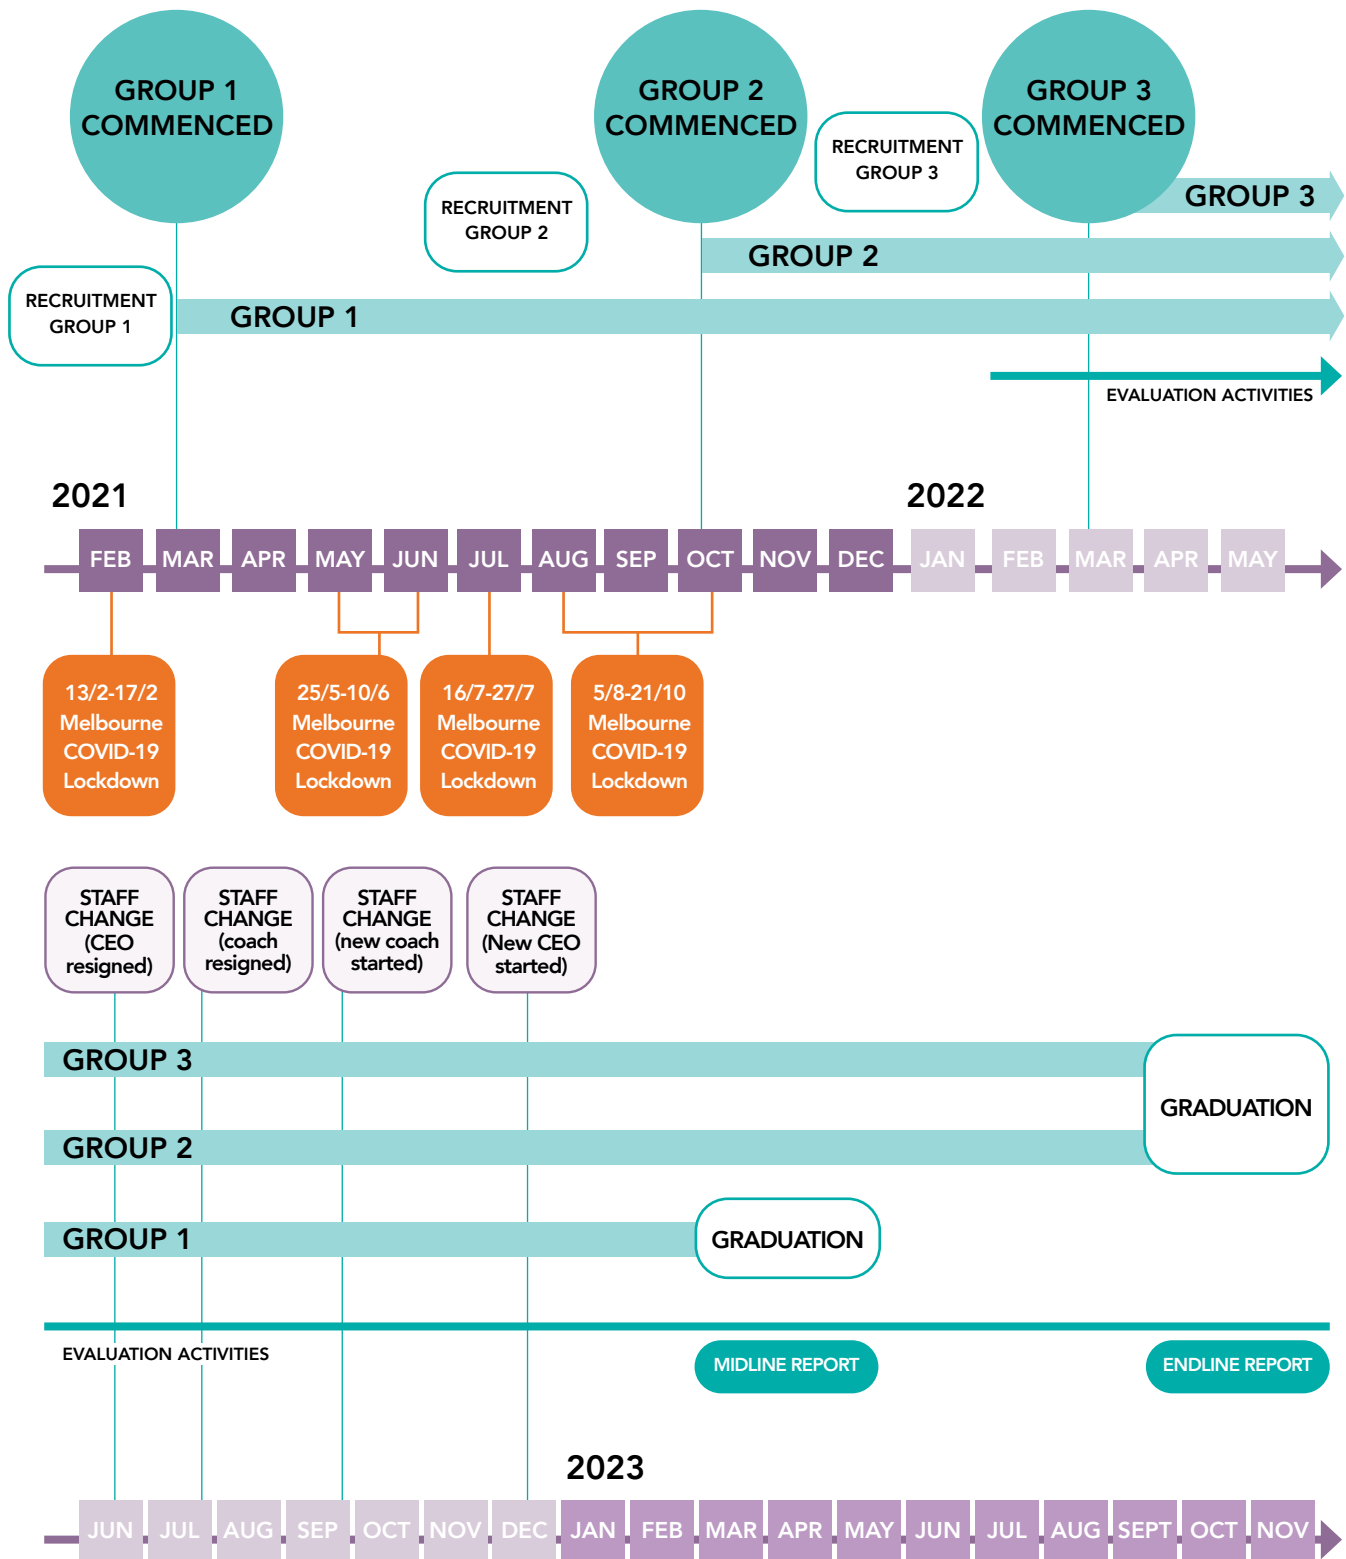 GROUP 1
COMMENCED
GROUP 2
COMMENCED
GROUP 3
COMMENCED
RECRUITMENT
GROUP 3
RECRUITMENT
GROUP 2
GROUP 3
GROUP 2
RECRUITMENT
GROUP 1
GROUP 1
EVALUATION ACTIVITIES
2021
2022
FEB MAR APR MAY JUN JUL AUG SEP OCT NOV DEC JAN FEB MAR APR MAY
13/2-17/2
Melbourne
COVID-19
Lockdown
25/5-10/6
Melbourne
COVID-19
Lockdown
16/7-27/7
Melbourne
COVID-19
Lockdown
5/8-21/10
Melbourne
COVID-19
Lockdown
STAFF
CHANGE
(CEO
resigned)
STAFF
CHANGE
(coach
resigned)
STAFF
CHANGE
(new coach
started)
STAFF
CHANGE
(New CEO
started)
GROUP 3
GRADUATION
GROUP 2
GROUP 1
GRADUATION
EVALUATION ACTIVITIES
MIDLINE REPORT
ENDLINE REPORT
2023
JUN JUL AUG SEP OCT NOV DEC JAN FEB MAR APR MAY JUN JUL AUG SEPT OCT NOV